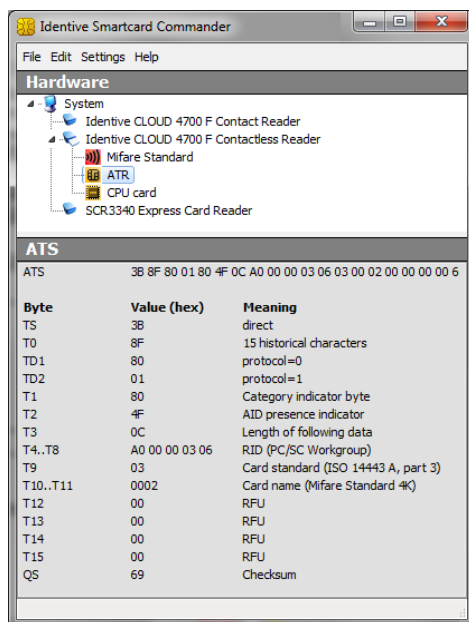 Identive Smartcard Commander
File Edit Settings Help
Hardware
System
Identive CLOUD 4700 F Contact Reader
Identive CLOUD 4700 F Contactless Reader
Mifare Standard
ATR
CPU card
SCR3340 Express Card Reader
ATS
ATS 3B 8F 80 01 80 4F 0C A0 00 00 03 06 03 00 02 00 00 00 00 6
Byte Value (hex) Meaning
TS 3B direct
T0 8F 15 historical characters
TD1 80 protocol=0
TD2 01 protocol=1
T1 80 Category indicator byte
T2 4F AID presence indicator
T3 0C Length of following data
T4..T8 A0 00 00 03 06 RID (PC/SC Workgroup)
T9 03 Card standard (ISO 14443 A, part 3)
T10..T11 0002 Card name (Mifare Standard 4K)
T12 00 RFU
T13 00 RFU
T14 00 RFU
T15 00 RFU
QS 69 Checksum